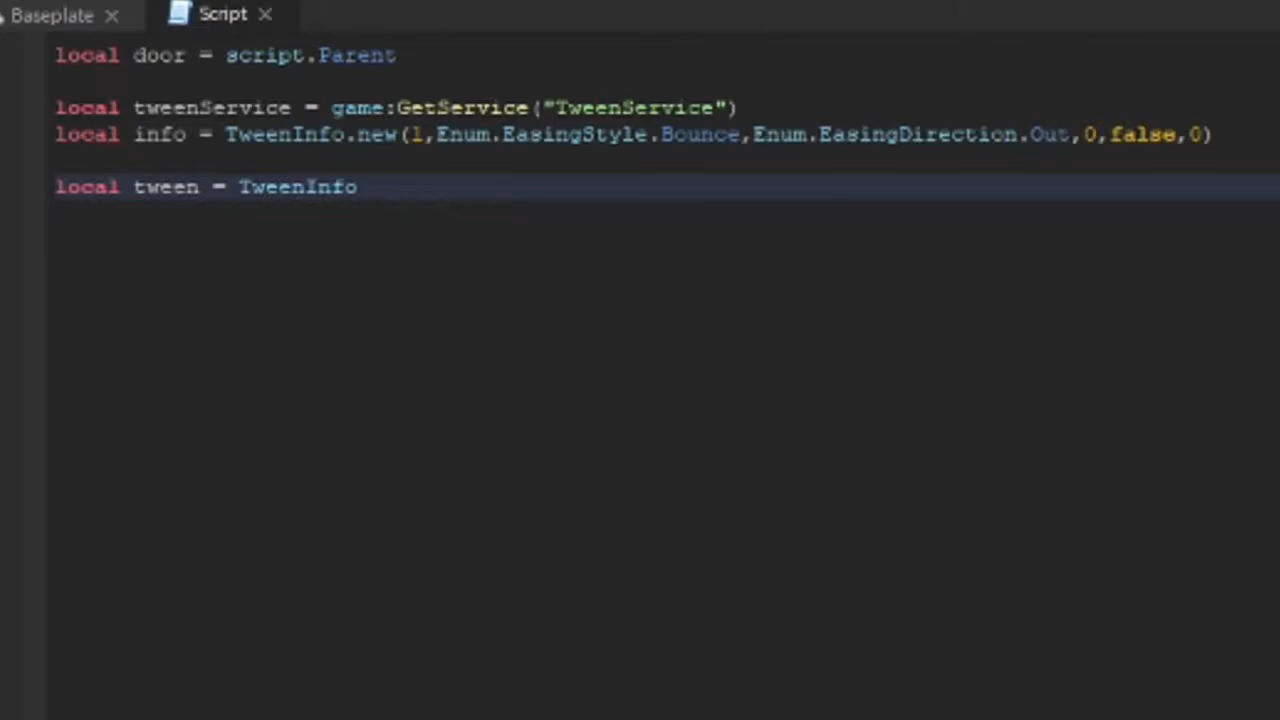 Baseplate
Script
local door = script.Parent
local tweenService = game:GetService("TweenService")
local info = TweenInfo.new(1,Enum.EasingStyle.Bounce,Enum.EasingDirection.Out,0,false,0)
local tween = TweenInfo